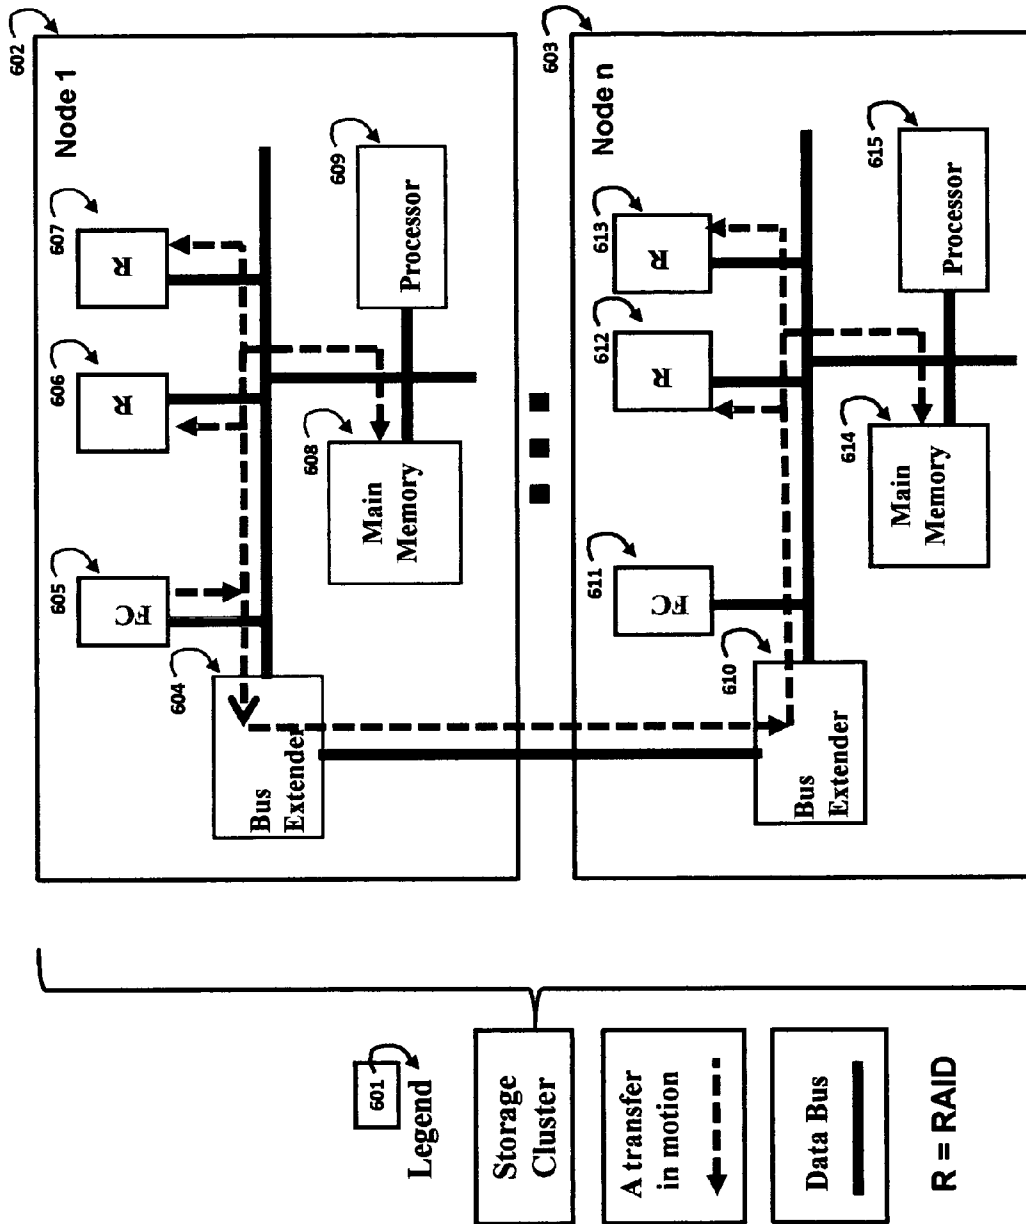 602
Node 1
607
R
606
R
605
FC
604
Bus
Extender
609
Processor
608
Main
Memory
603
Node n
613
R
612
R
611
FC
610
Bus
Extender
615
Processor
614
Main
Memory
601
Legend
Storage
Cluster
A transfer
in motion
Data Bus
R = RAID